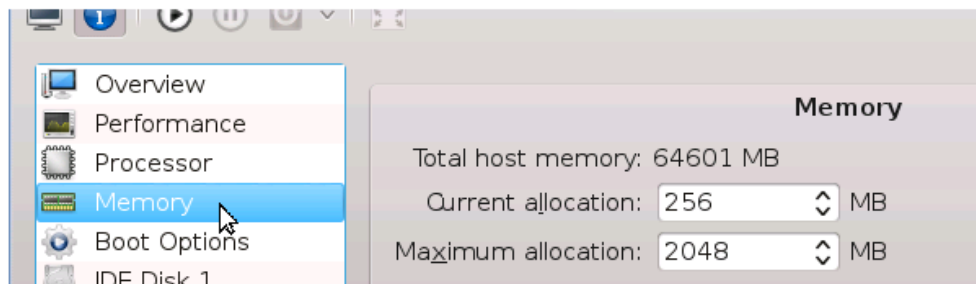 Overview
Performance
Processor
Memory
Boot Options
IDE Disk 1
Memory
Total host memory: 64601 MB
Current allocation: 256 MB
Maximum allocation: 2048 MB